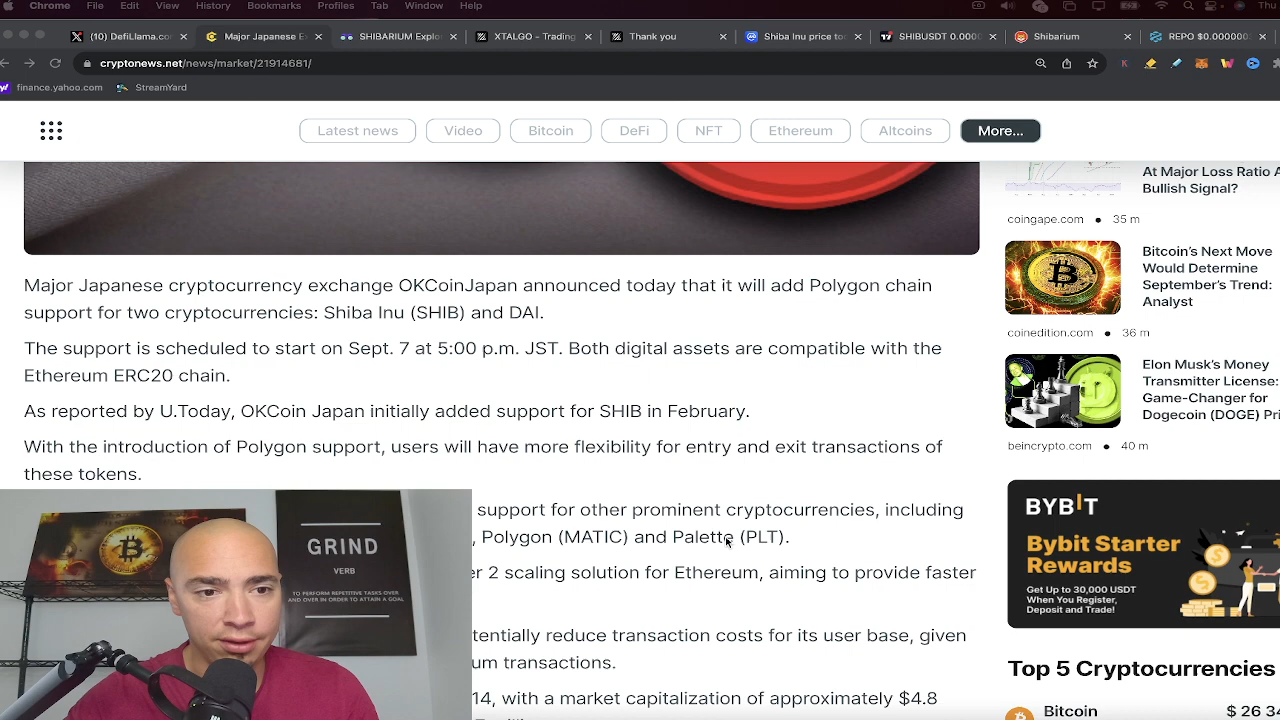 Chrome File Edit View History Bookmarks Profiles Tab Window Help Thu
(10) DefiLlama.co
Major Japanese E
SHIBARIUM Explo
XTALGO – Trading
Thank you
Shiba Inu price to
SHIBUSDT 0.000
Shibarium
REPO $0.000000
cryptonews.net/news/market/21914681/
finance.yahoo.com StreamYard
Latest news Video Bitcoin DeFi NFT Ethereum Altcoins More...
Major Japanese cryptocurrency exchange OKCoinJapan announced today that it will add Polygon chain
support for two cryptocurrencies: Shiba Inu (SHIB) and DAI.
The support is scheduled to start on Sept. 7 at 5:00 p.m. JST. Both digital assets are compatible with the
Ethereum ERC20 chain.
As reported by U.Today, OKCoin Japan initially added support for SHIB in February.
With the introduction of Polygon support, users will have more flexibility for entry and exit transactions of
these tokens.
support for other prominent cryptocurrencies, including
, Polygon (MATIC) and Palette (PLT).
er 2 scaling solution for Ethereum, aiming to provide faster
tentially reduce transaction costs for its user base, given
um transactions.
14, with a market capitalization of approximately $4.8
At Major Loss Ratio A
Bullish Signal?
coingape.com • 35 m
Bitcoin's Next Move
Would Determine
September's Trend:
Analyst
coinedition.com • 36 m
Elon Musk's Money
Transmitter License:
Game-Changer for
Dogecoin (DOGE) Pri
beincrypto.com • 40 m
BYBIT
Bybit Starter
Rewards
Get Up to 30,000 USDT
When You Register,
Deposit and Trade!
Top 5 Cryptocurrencies
Bitcoin $ 26 34
GRIND
VERB
TO PERFORM REPETITIVE TASKS OVER
AND OVER IN ORDER TO ATTAIN A
GOAL